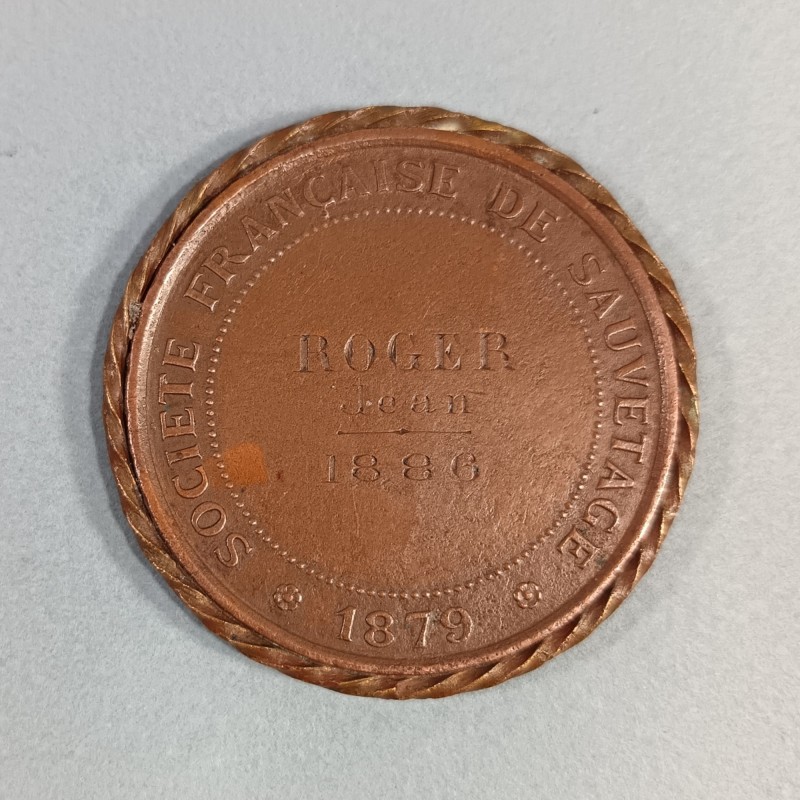 SOCIETE FRANÇAISE DE SAUVETAGE
ROGER
Jean
1886
1879